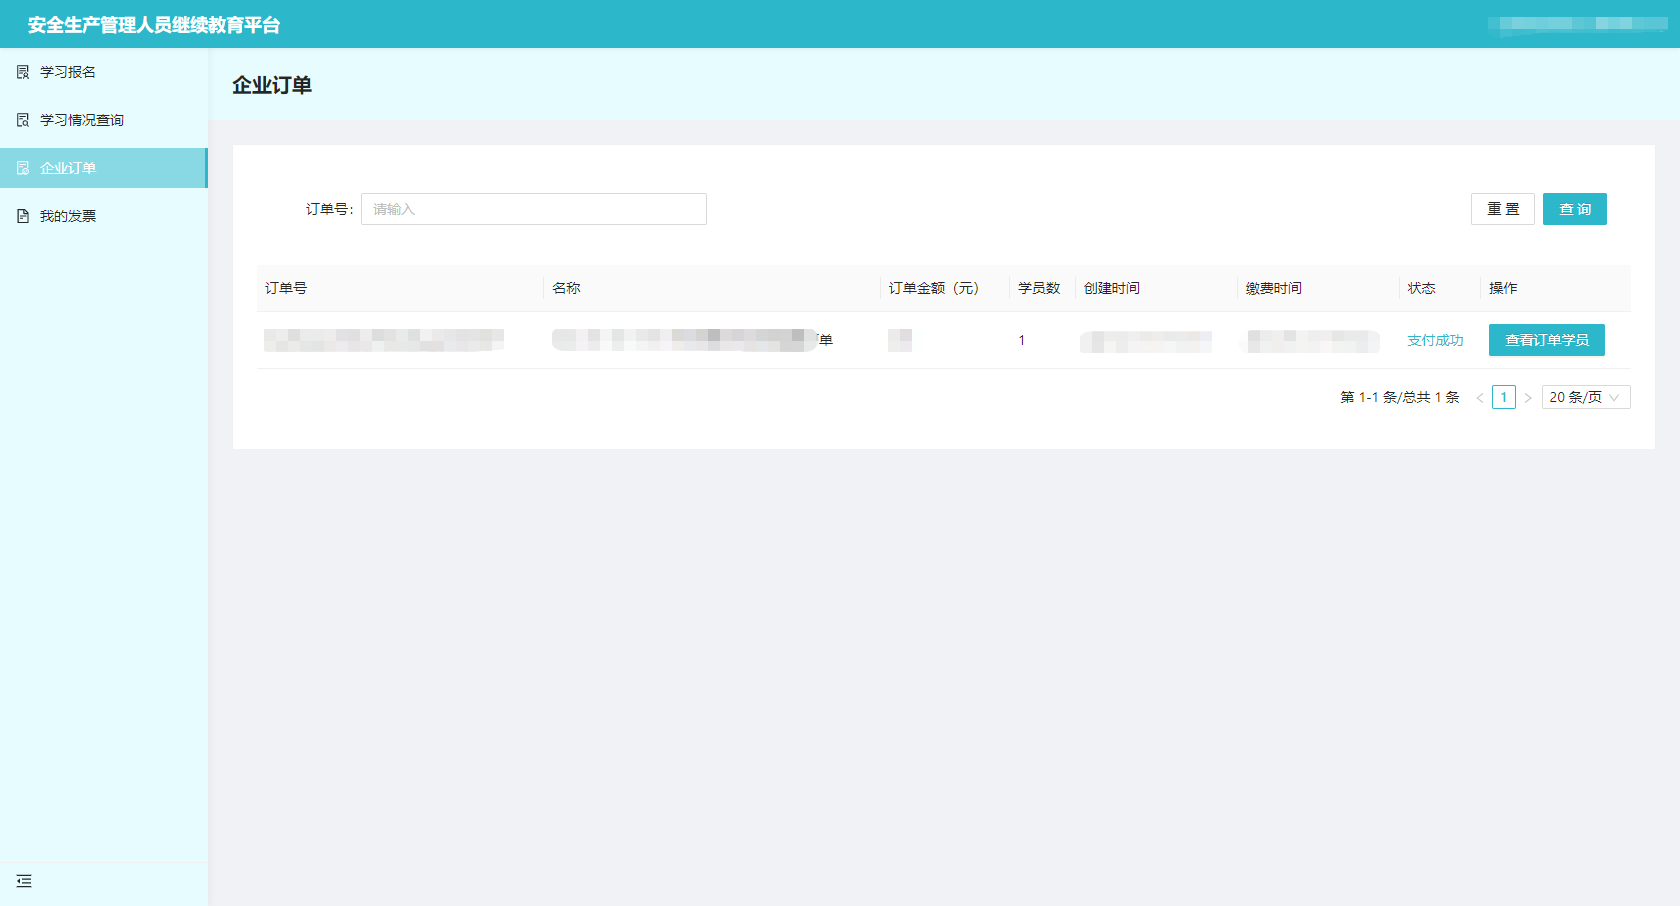 安全生产管理人员继续教育平台
学习报名
学习情况查询
企业订单
我的发票
企业订单
订单号: 请输入 重 置 查 询
订单号 名称 订单金额（元） 学员数 创建时间 缴费时间 状态 操作
单 1 支付成功 查看订单学员
第 1-1 条/总共 1 条 < 1 > 20 条/页